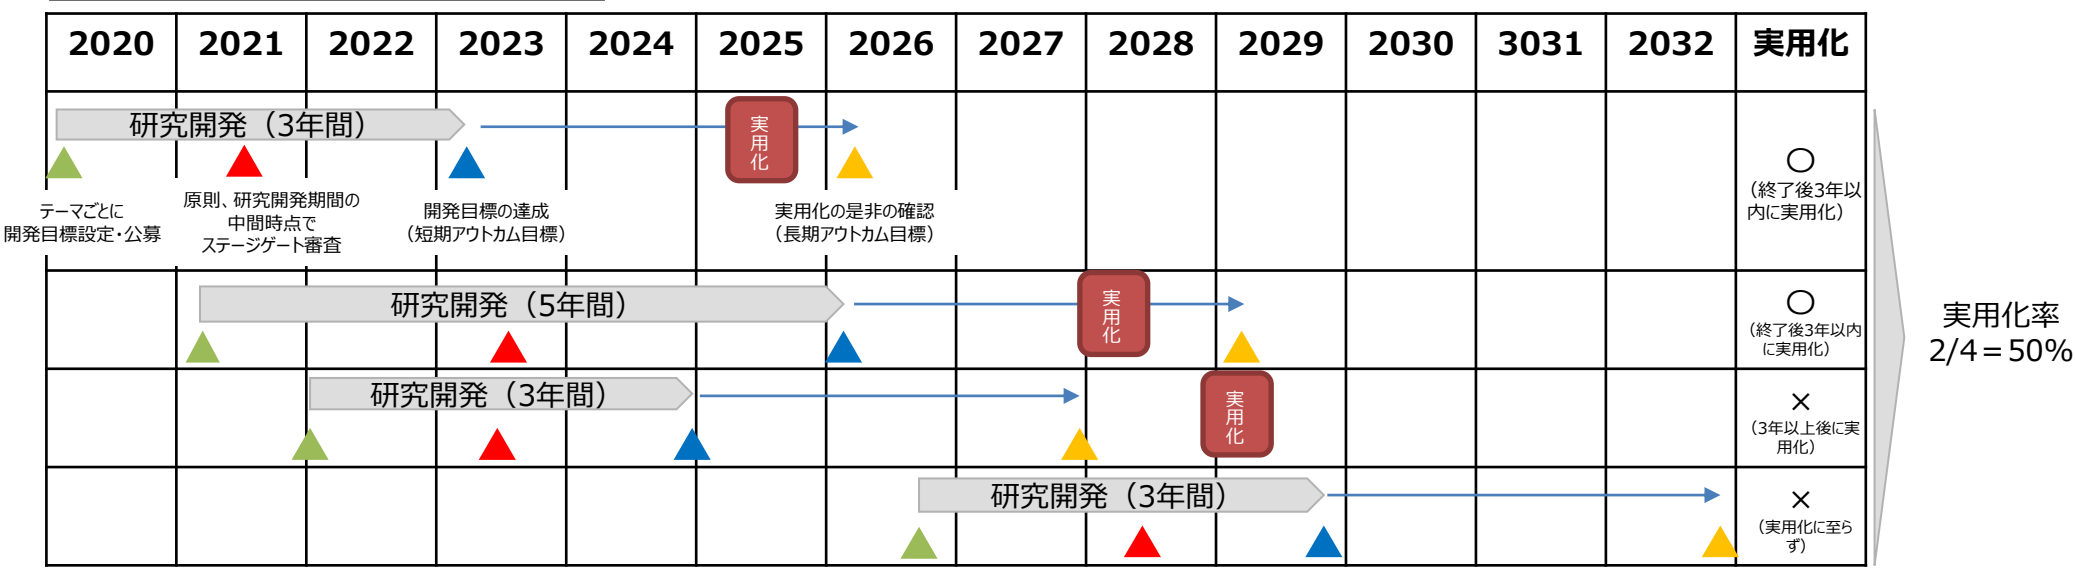 2020 2021 2022 2023 2024 2025 2026 2027 2028 2029 2030 3031 2032 実用化
研究開発（3年間）
実用化
テーマごとに
開発目標設定・公募
原則、研究開発期間の
中間時点で
ステージゲート審査
開発目標の達成
（短期アウトカム目標）
実用化の是非の確認
（長期アウトカム目標）
○
（終了後3年以
内に実用化）
研究開発（5年間）
実用化
○
（終了後3年以内
に実用化）
研究開発（3年間）
実用化
×
（3年以上後に実
用化）
研究開発（3年間）
×
（実用化に至ら
ず）
実用化率
2/4＝50%